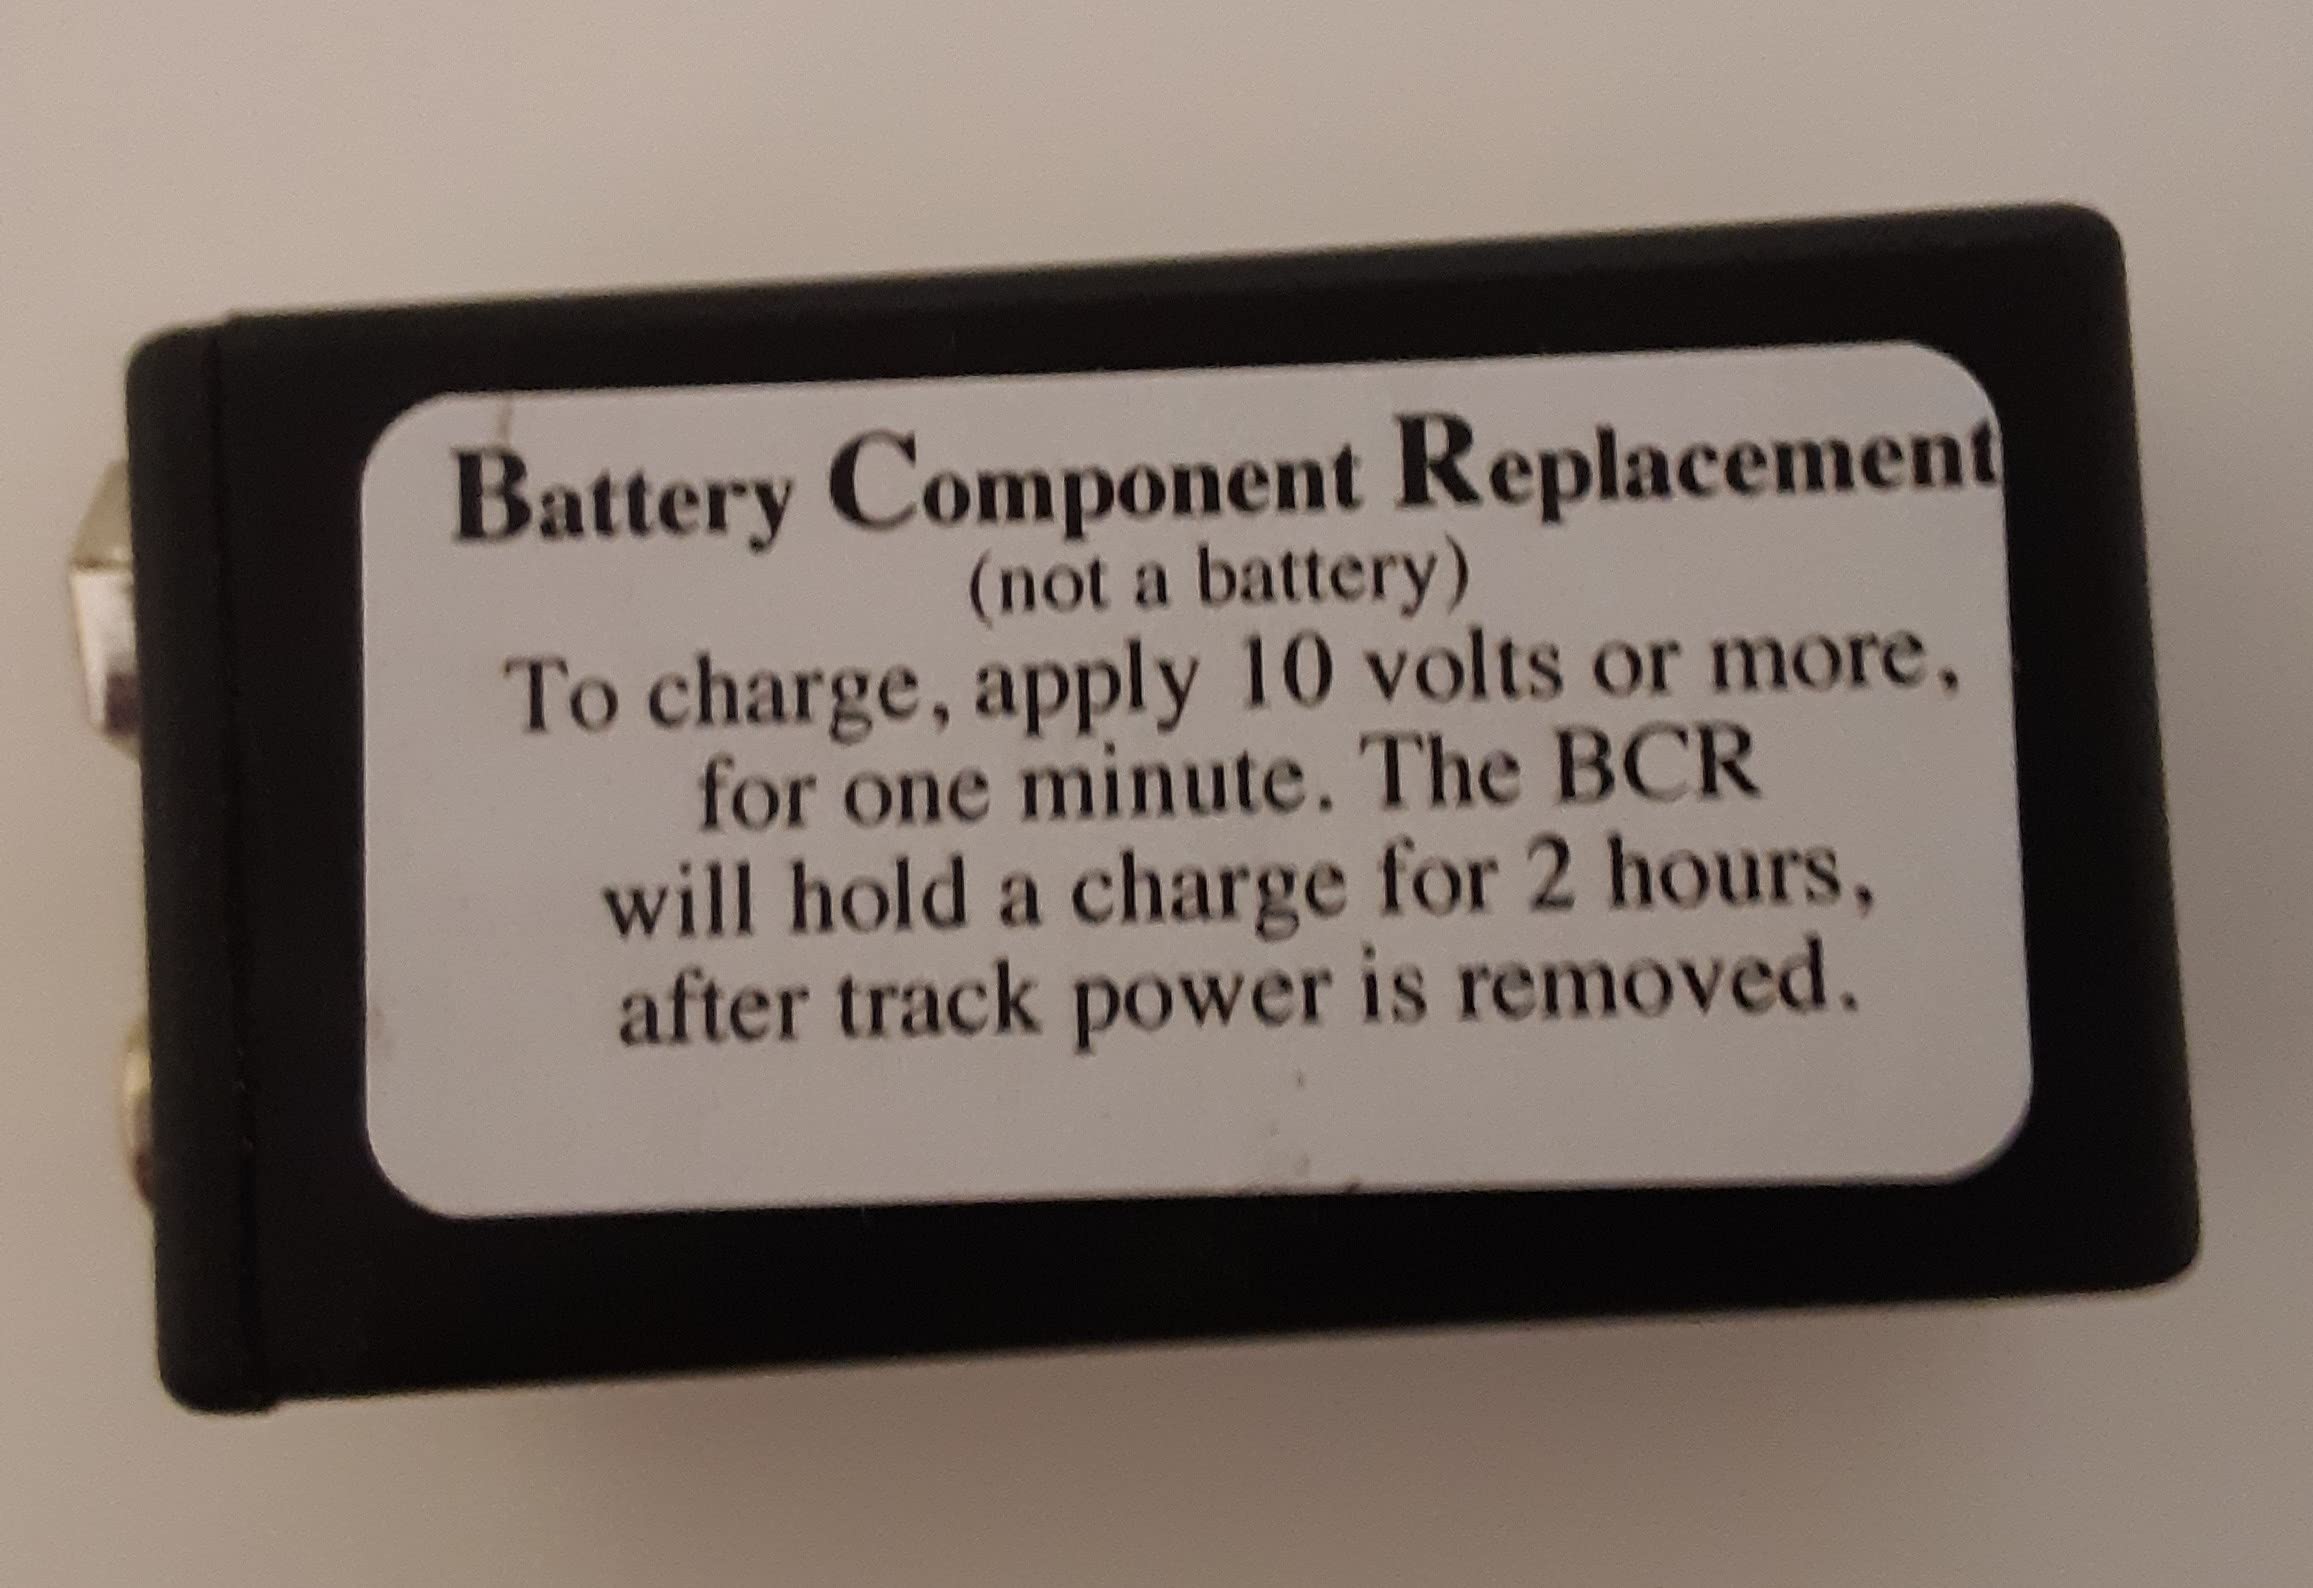 Battery Component Replacement
(not a battery)
To charge, apply 10 volts or more,
for one minute. The BCR
will hold a charge for 2 hours,
after track power is removed.